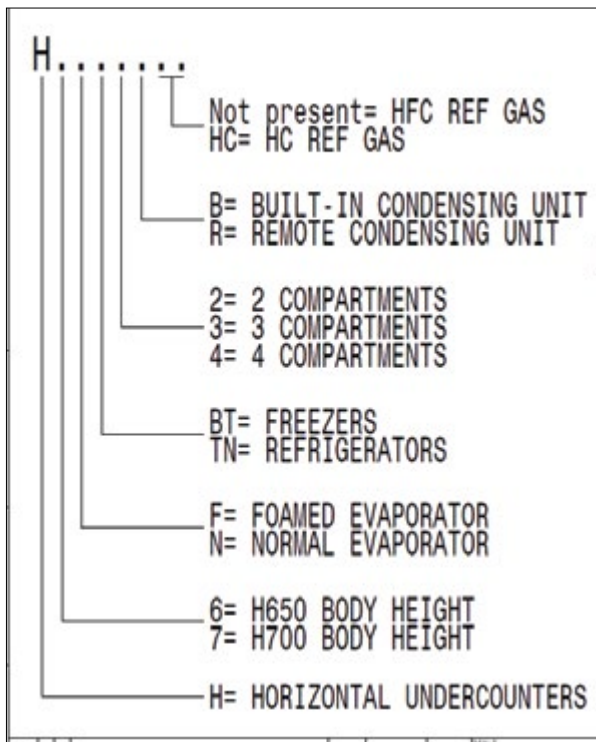 H.......
Not present= HFC REF GAS
HC= HC REF GAS
B= BUILT-IN CONDENSING UNIT
R= REMOTE CONDENSING UNIT
2= 2 COMPARTMENTS
3= 3 COMPARTMENTS
4= 4 COMPARTMENTS
BT= FREEZERS
TN= REFRIGERATORS
F= FOAMED EVAPORATOR
N= NORMAL EVAPORATOR
6= H650 BODY HEIGHT
7= H700 BODY HEIGHT
H= HORIZONTAL UNDERCOUNTERS